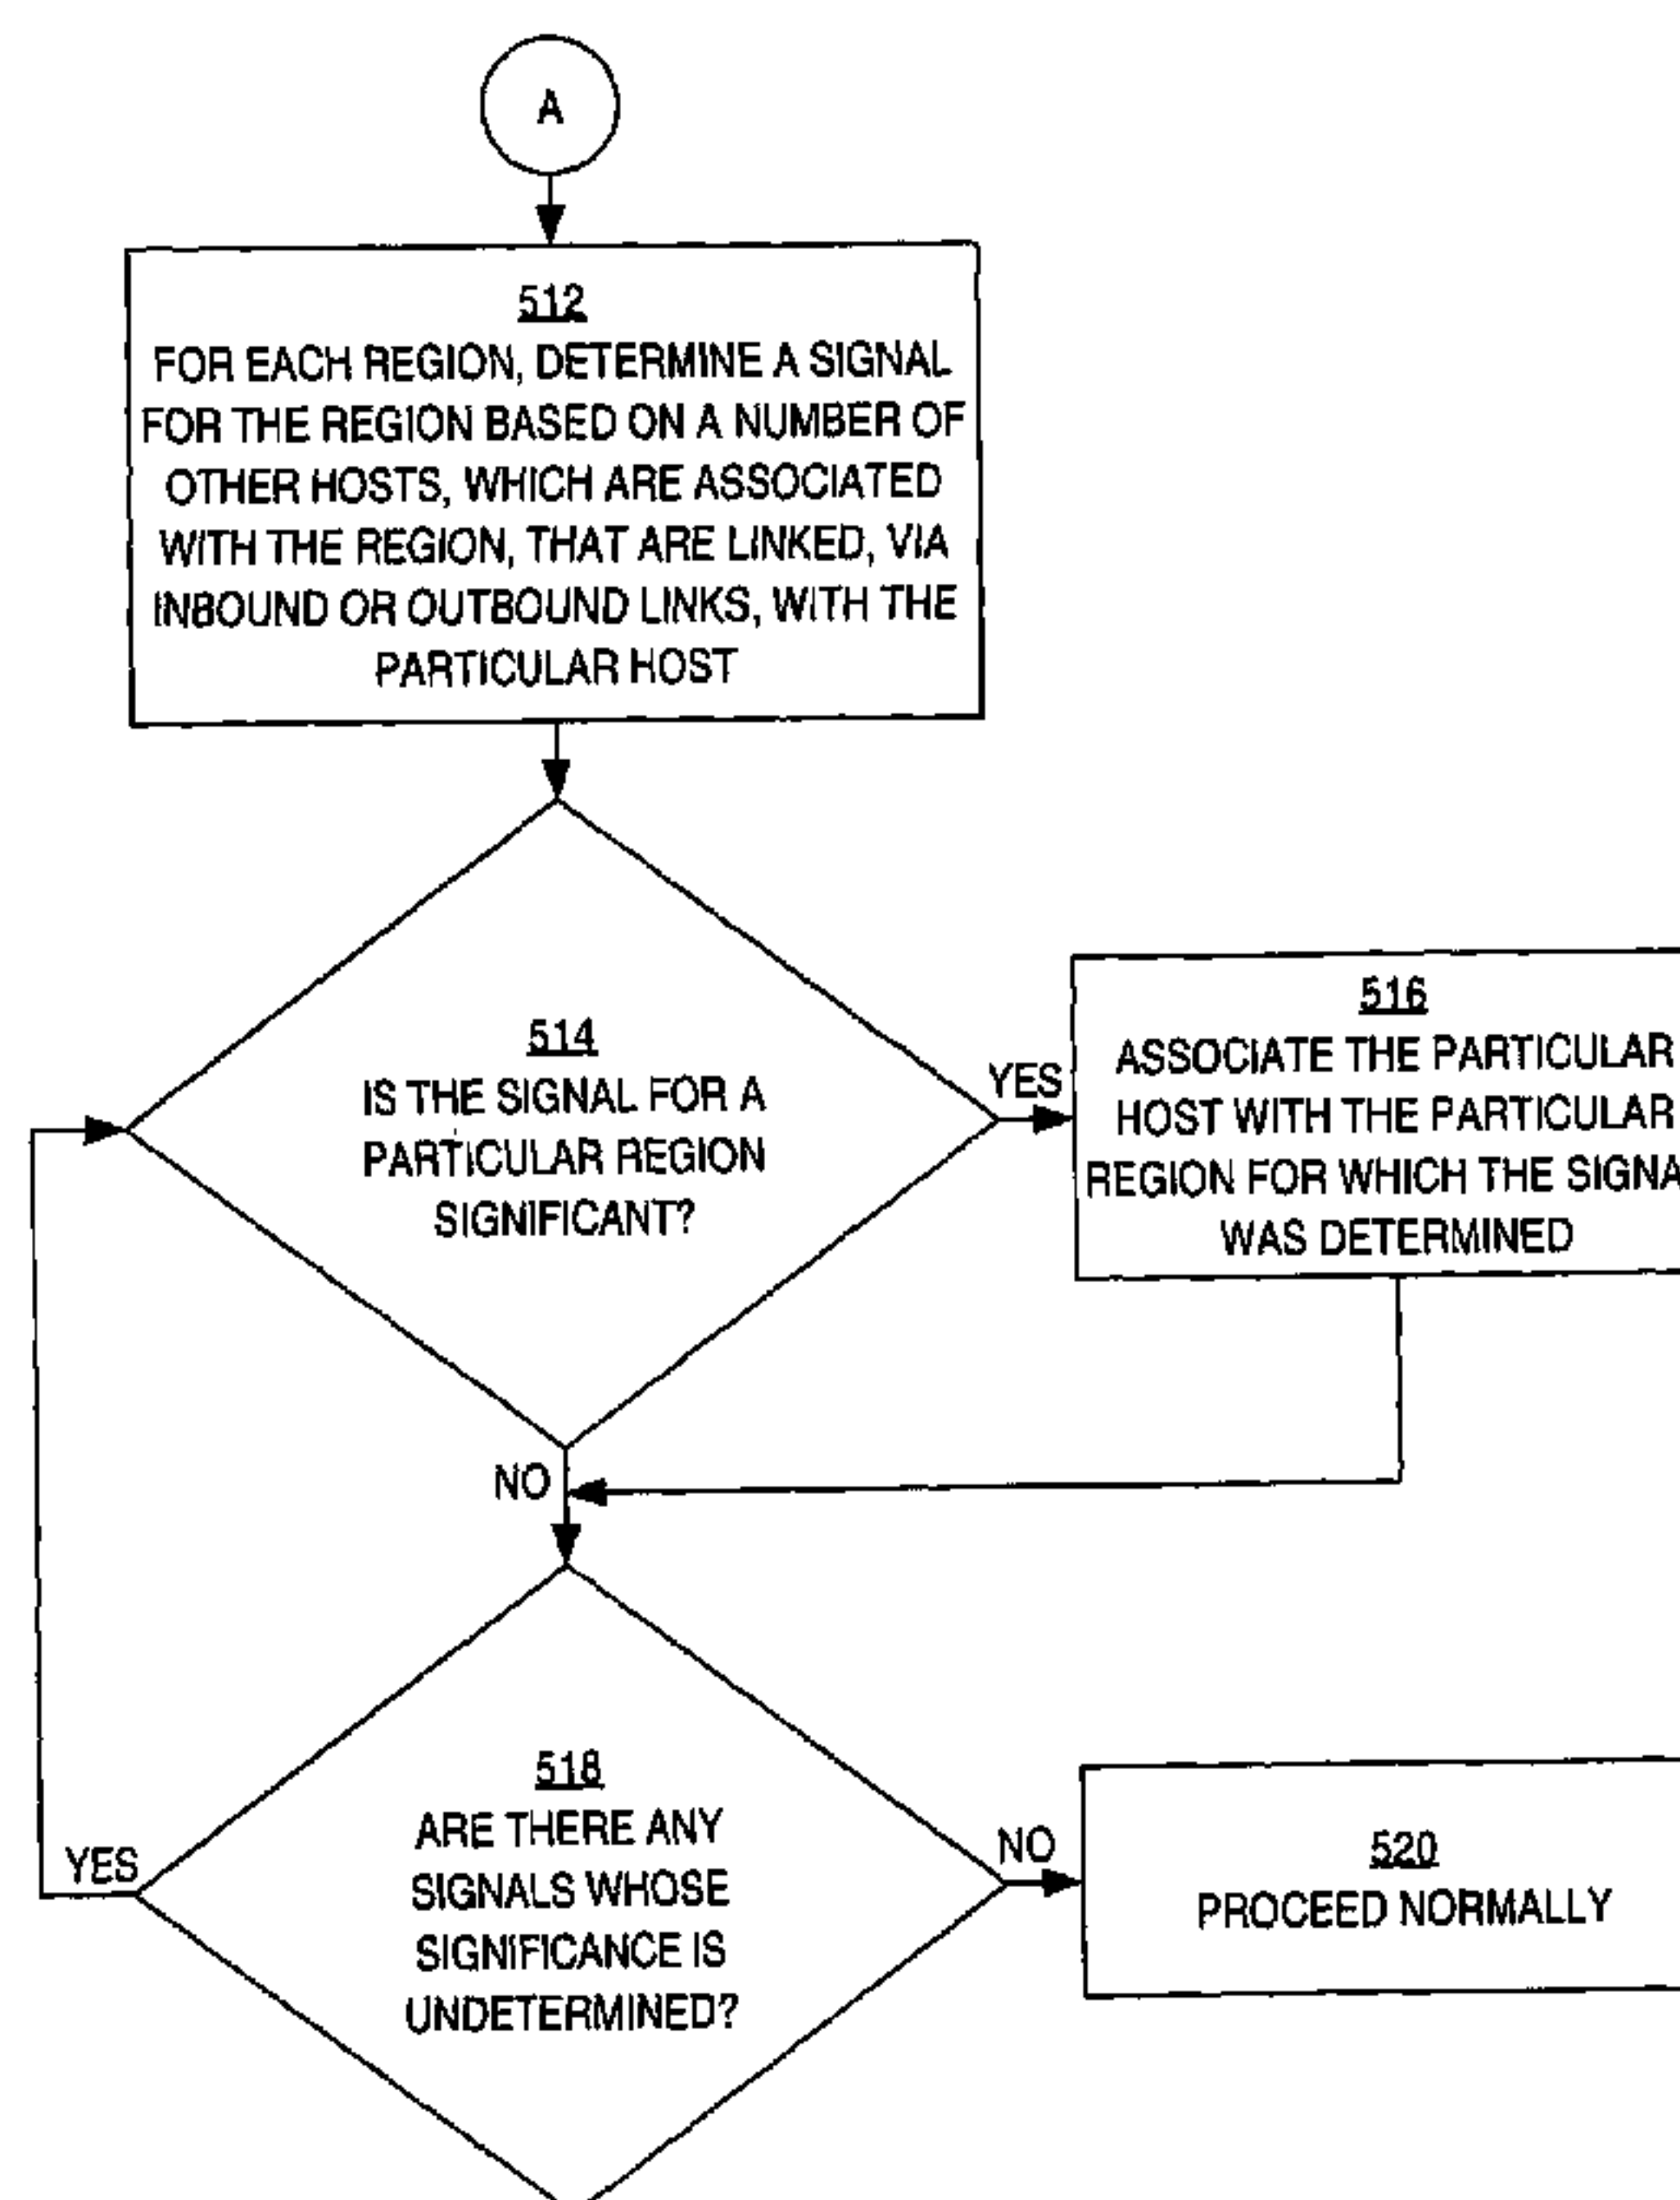 A
512
FOR EACH REGION, DETERMINE A SIGNAL
FOR THE REGION BASED ON A NUMBER OF
OTHER HOSTS, WHICH ARE ASSOCIATED
WITH THE REGION, THAT ARE LINKED, VIA
INBOUND OR OUTBOUND LINKS, WITH THE
PARTICULAR HOST
514
IS THE SIGNAL FOR A
PARTICULAR REGION
SIGNIFICANT?
YES
516
ASSOCIATE THE PARTICULAR
HOST WITH THE PARTICULAR
REGION FOR WHICH THE SIGNA
WAS DETERMINED
NO
518
ARE THERE ANY
SIGNALS WHOSE
SIGNIFICANCE IS
UNDETERMINED?
YES
NO
520
PROCEED NORMALLY